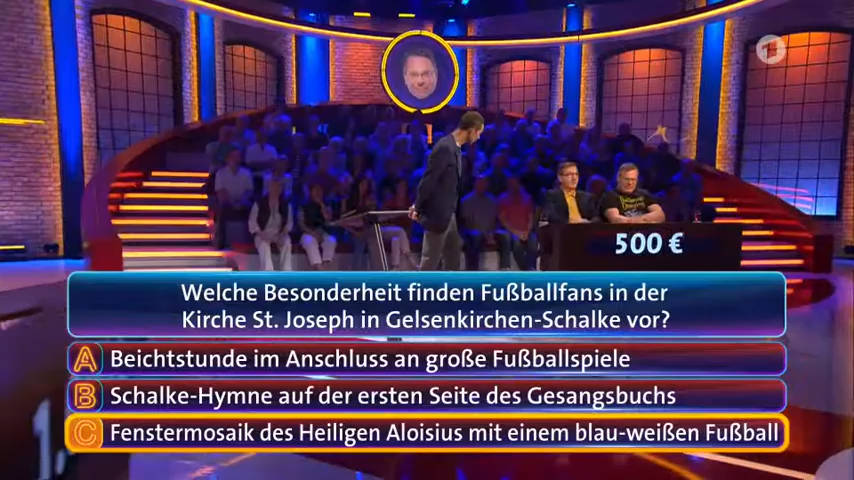 500 €
Welche Besonderheit finden Fußballfans in der
Kirche St. Joseph in Gelsenkirchen-Schalke vor?
A Beichtstunde im Anschluss an große Fußballspiele
B Schalke-Hymne auf der ersten Seite des Gesangsbuchs
C Fenstermosaik des Heiligen Aloisius mit einem blau-weißen Fußball